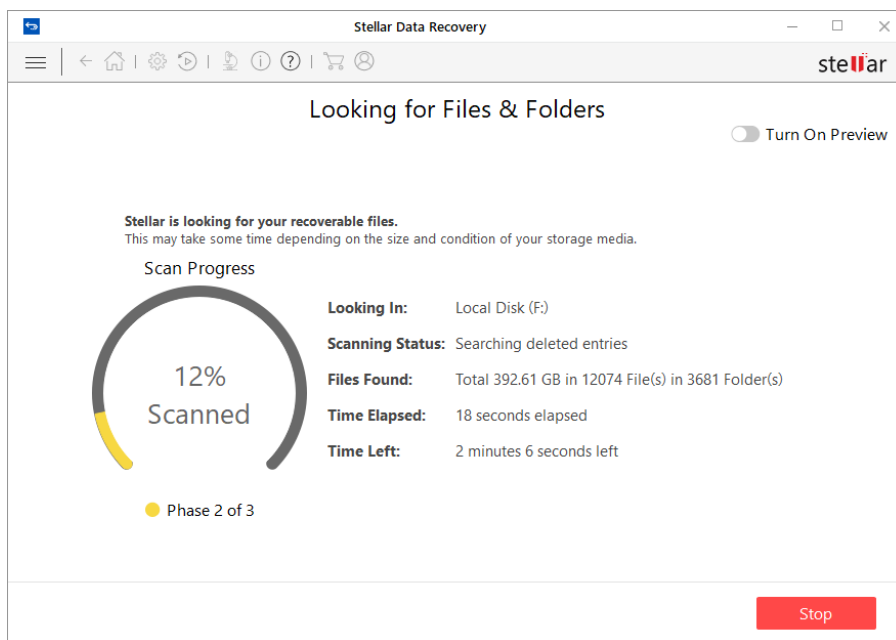 Stellar Data Recovery
stellar
Looking for Files & Folders
Turn On Preview
Stellar is looking for your recoverable files.
This may take some time depending on the size and condition of your storage media.
Scan Progress
12%
Scanned
Looking In: Local Disk (F:)
Scanning Status: Searching deleted entries
Files Found: Total 392.61 GB in 12074 File(s) in 3681 Folder(s)
Time Elapsed: 18 seconds elapsed
Time Left: 2 minutes 6 seconds left
Phase 2 of 3
Stop